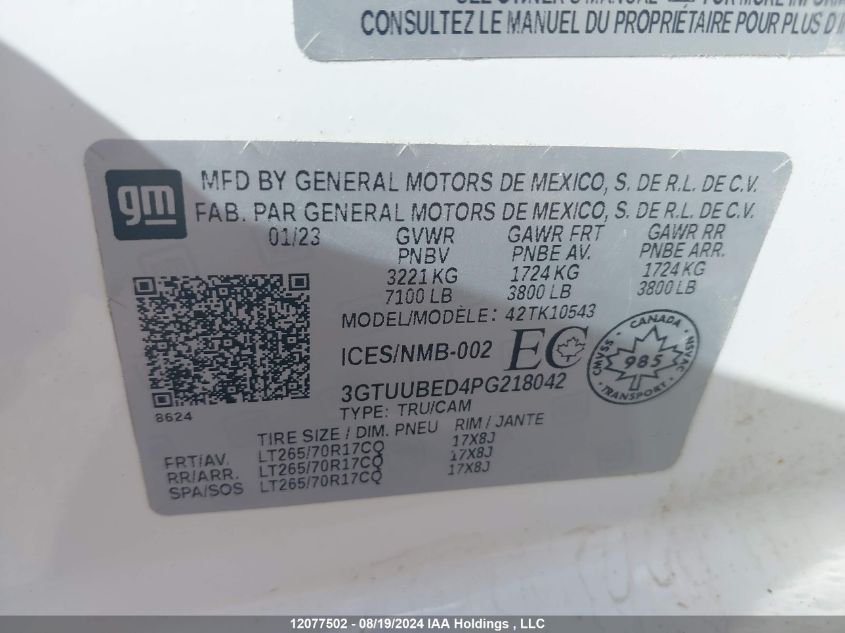 CONSULTEZ LE MANUEL DU PROPRIÉTAIRE POUR PLUS D'I
gm
MFD BY GENERAL MOTORS DE MEXICO, S. DE R.L. DE C.V.
FAB. PAR GENERAL MOTORS DE MEXICO, S. DE R.L. DE C.V.
01/23 GVWR GAWR FRT GAWR RR
PNBV PNBE AV. PNBE ARR.
3221 KG 1724 KG 1724 KG
7100 LB 3800 LB 3800 LB
MODEL/MODÈLE: 42TK10543
ICES/NMB-002 EC
CANADA
985
TRANSPORT
SVNM
NSVAC
3GTUUBED4PG218042
8624
TYPE: TRU/CAM
TIRE SIZE / DIM. PNEU RIM / JANTE
FRT/AV. LT265/70R17CQ 17X8J
RR/ARR. LT265/70R17CQ 17X8J
SPA/SOS LT265/70R17CQ 17X8J
12077502 - 08/19/2024 IAA Holdings , LLC